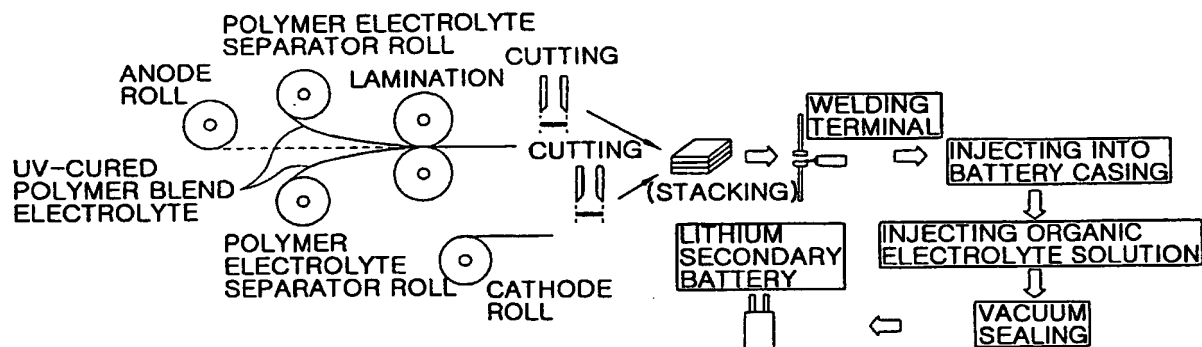 POLYMER ELECTROLYTE
SEPARATOR ROLL
ANODE
ROLL
LAMINATION
CUTTING
UV-CURED
POLYMER BLEND
ELECTROLYTE
POLYMER
ELECTROLYTE
SEPARATOR ROLL
CATHODE
ROLL
CUTTING
(STACKING)
WELDING
TERMINAL
INJECTING INTO
BATTERY CASING
INJECTING ORGANIC
ELECTROLYTE SOLUTION
VACUUM
SEALING
LITHIUM
SECONDARY
BATTERY